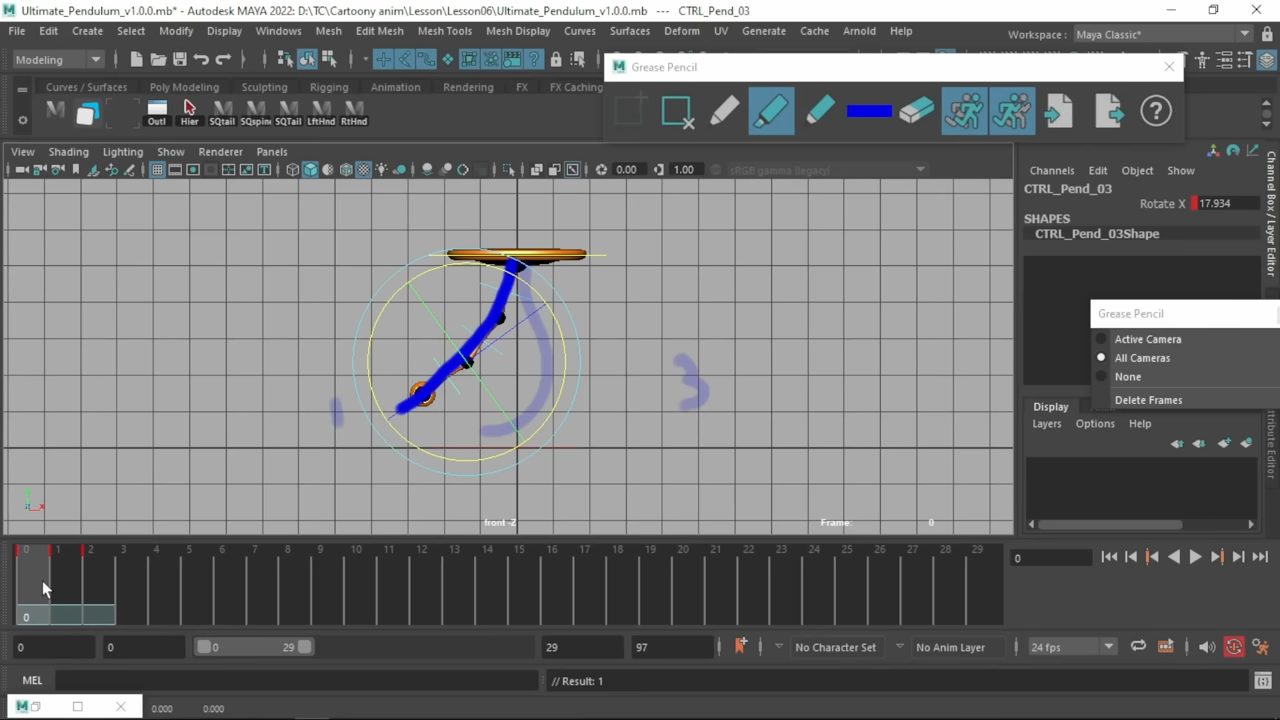 Ultimate_Pendulum_v1.0.0.mb* - Autodesk MAYA 2022: D:\TC\Cartoony anim\Lesson\Lesson06\Ultimate_Pendulum_v1.0.0.mb --- CTRL_Pend_03
File Edit Create Select Modify Display Windows Mesh Edit Mesh Mesh Tools Mesh Display Curves Surfaces Deform UV Generate Cache Arnold Help Workspace : Maya Classic*
Modeling
Grease Pencil
Curves / Surfaces Poly Modeling Sculpting Rigging Animation Rendering FX FX Caching
Outl Hier SQtail SQspine SQTail LftHnd RtHnd
View Shading Lighting Show Renderer Panels
0.00 1.00 sRGB gamma (legacy)
Channels Edit Object Show
CTRL_Pend_03
Rotate X 17.934
SHAPES
CTRL_Pend_03Shape
Channel Box / Layer Editor
Grease Pencil
Active Camera
All Cameras
None
Delete Frames
1 3
Display
Layers Options Help
front -Z Frame: 0
0 1 2 3 4 5 6 7 8 9 10 11 12 13 14 15 16 17 18 19 20 21 22 23 24 25 26 27 28 29
0
0
0 0 0 29 29 97 No Character Set No Anim Layer 24 fps
MEL // Result: 1
0.000 0.000